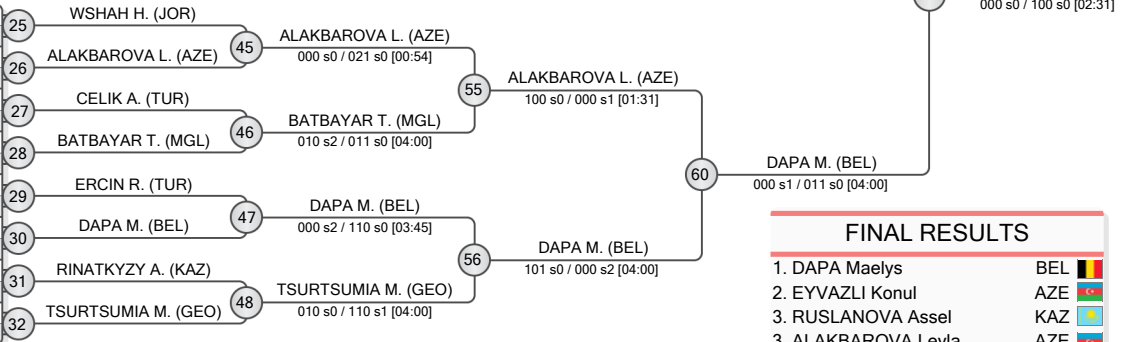 000 s0 / 100 s0 [02:31]
25
WSHAH H. (JOR)
45
ALAKBAROVA L. (AZE)
000 s0 / 021 s0 [00:54]
26
ALAKBAROVA L. (AZE)
55
ALAKBAROVA L. (AZE)
100 s0 / 000 s1 [01:31]
27
CELIK A. (TUR)
46
BATBAYAR T. (MGL)
010 s2 / 011 s0 [04:00]
28
BATBAYAR T. (MGL)
60
DAPA M. (BEL)
000 s1 / 011 s0 [04:00]
29
ERCIN R. (TUR)
47
DAPA M. (BEL)
000 s2 / 110 s0 [03:45]
30
DAPA M. (BEL)
56
DAPA M. (BEL)
101 s0 / 000 s2 [04:00]
31
RINATKYZY A. (KAZ)
48
TSURTSUMIA M. (GEO)
010 s0 / 110 s1 [04:00]
32
TSURTSUMIA M. (GEO)
FINAL RESULTS
1. DAPA Maelys BEL
2. EYVAZLI Konul AZE
3. RUSLANOVA Assel KAZ
3. ALAKBAROVA Leyla AZE